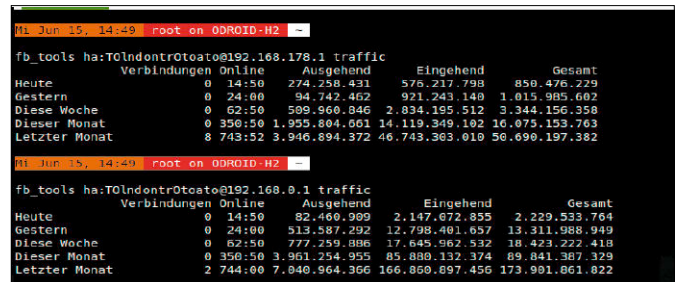 Mi Jun 15, 14:49 root on ODROID-H2 ~
fb_tools ha:TOlndontrOtoato@192.168.178.1 traffic
Verbindungen Online Ausgehend Eingehend Gesamt
Heute 0 14:50 274.258.431 576.217.798 850.476.229
Gestern 0 24:00 94.742.462 921.243.140 1.015.985.602
Diese Woche 0 62:50 509.960.846 2.834.195.512 3.344.156.358
Dieser Monat 0 350:50 1.955.804.661 14.119.349.102 16.075.153.763
Letzter Monat 8 743:52 3.946.894.372 46.743.303.010 50.690.197.382
Mi Jun 15, 14:49 root on ODROID-H2 ~
fb_tools ha:TOlndontrOtoato@192.168.0.1 traffic
Verbindungen Online Ausgehend Eingehend Gesamt
Heute 0 14:50 82.460.909 2.147.072.855 2.229.533.764
Gestern 0 24:00 513.587.292 12.798.401.657 13.311.988.949
Diese Woche 0 62:50 777.259.886 17.645.962.532 18.423.222.418
Dieser Monat 0 350:50 3.961.254.955 85.880.132.374 89.841.387.329
Letzter Monat 2 744:00 7.040.964.366 166.860.897.456 173.901.861.822